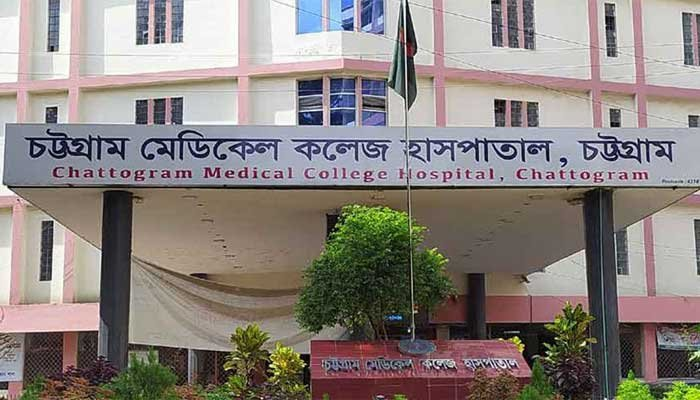 চট্টগ্রাম মেডিকেল কলেজ হাসপাতাল, চট্টগ্রাম
Chattogram Medical College Hospital, Chattogram
চট্টগ্রাম মেডিকেল কলেজ হাসপাতাল